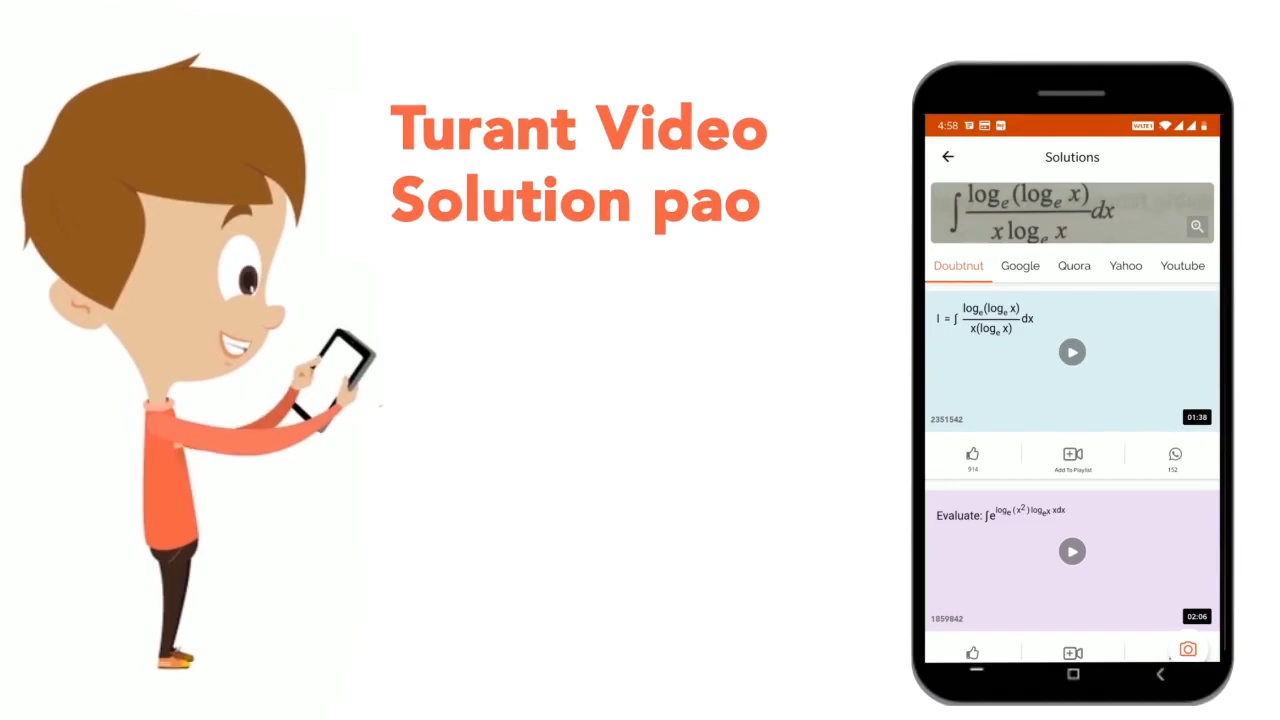 Turant Video
Solution pao
4:58
Solutions
∫ logₑ(logₑ x) / x logₑ x dx
Doubtnut Google Quora Yahoo Youtube
I = ∫ logₑ(logₑ x) / x(logₑ x) dx
2351542 01:38
914 Add To Playlist 152
Evaluate: ∫e^logₑ(x²)logₑx xdx
1859842 02:06